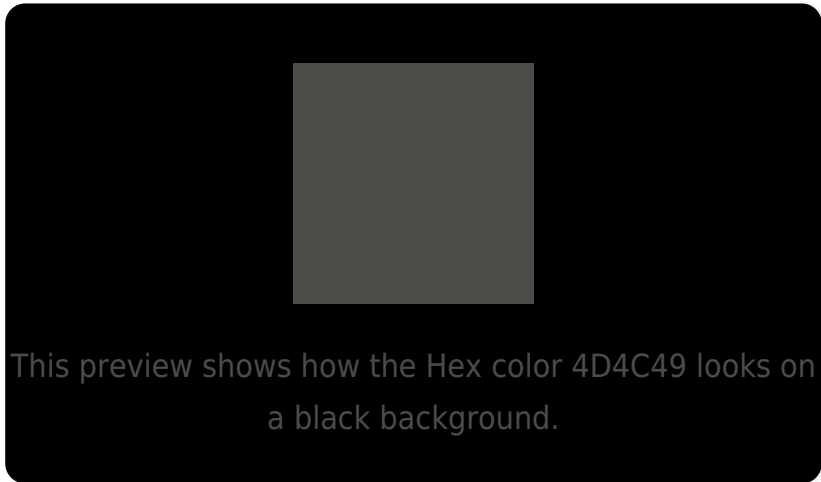 This preview shows how the Hex color 4D4C49 looks on
a black background.